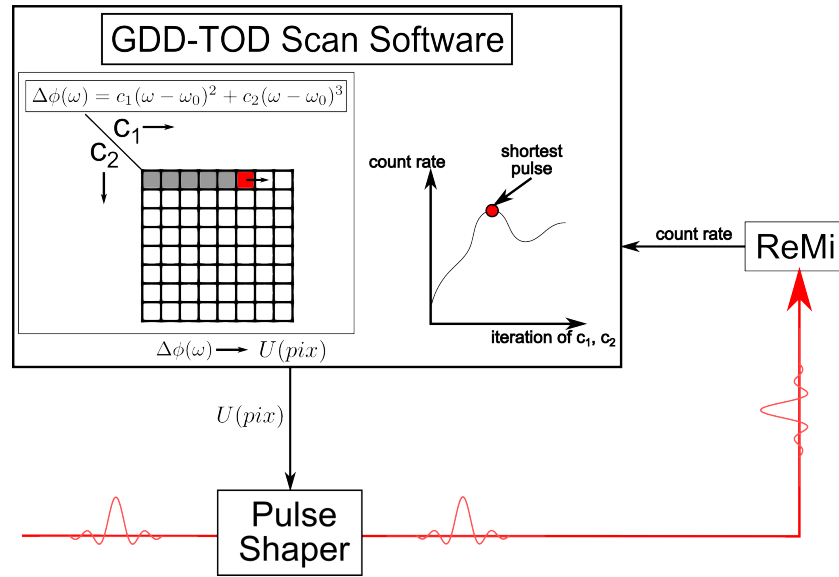 GDD-TOD Scan Software
Δϕ(ω) = c₁(ω − ω₀)² + c₂(ω − ω₀)³
c₁
c₂
count rate
shortest
pulse
iteration of c₁, c₂
Δϕ(ω) U(pix)
count rate
ReMi
U(pix)
Pulse
Shaper